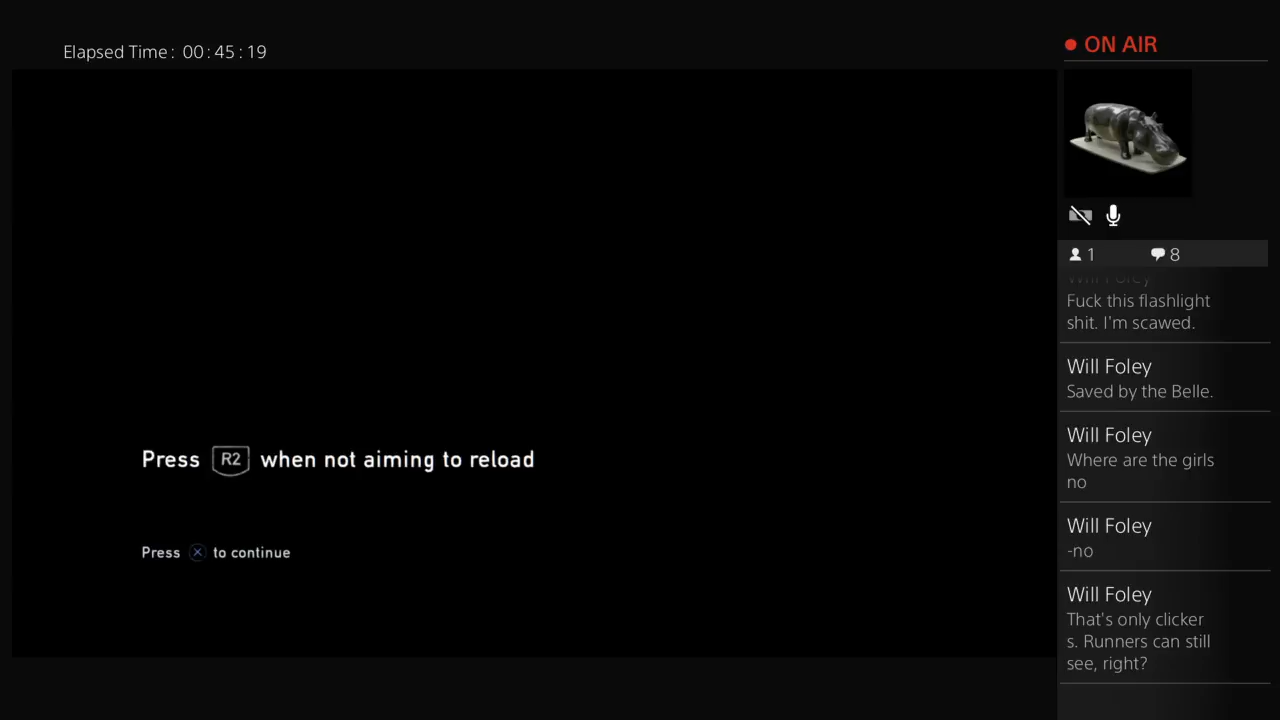 Elapsed Time: 00:45:19
ON AIR
1 8
Will Foley
Fuck this flashlight
shit. I'm scawed.
Will Foley
Saved by the Belle.
Will Foley
Where are the girls
no
Will Foley
-no
Will Foley
That's only clicker
s. Runners can still
see, right?
Press R2 when not aiming to reload
Press X to continue